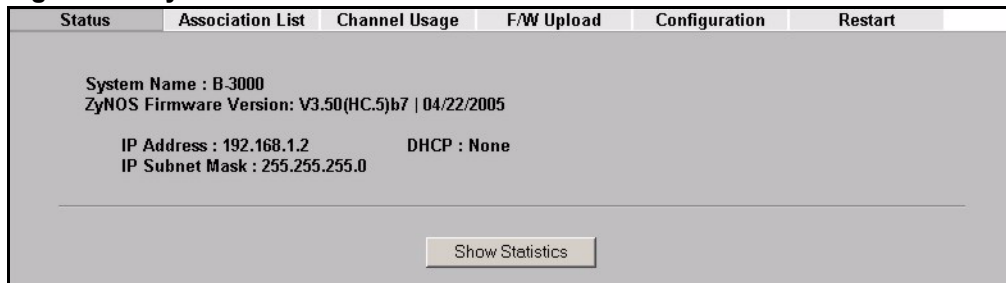 Status Association List Channel Usage F/W Upload Configuration Restart
System Name : B-3000
ZyNOS Firmware Version: V3.50(HC.5)b7 | 04/22/2005
IP Address : 192.168.1.2 DHCP : None
IP Subnet Mask : 255.255.255.0
Show Statistics